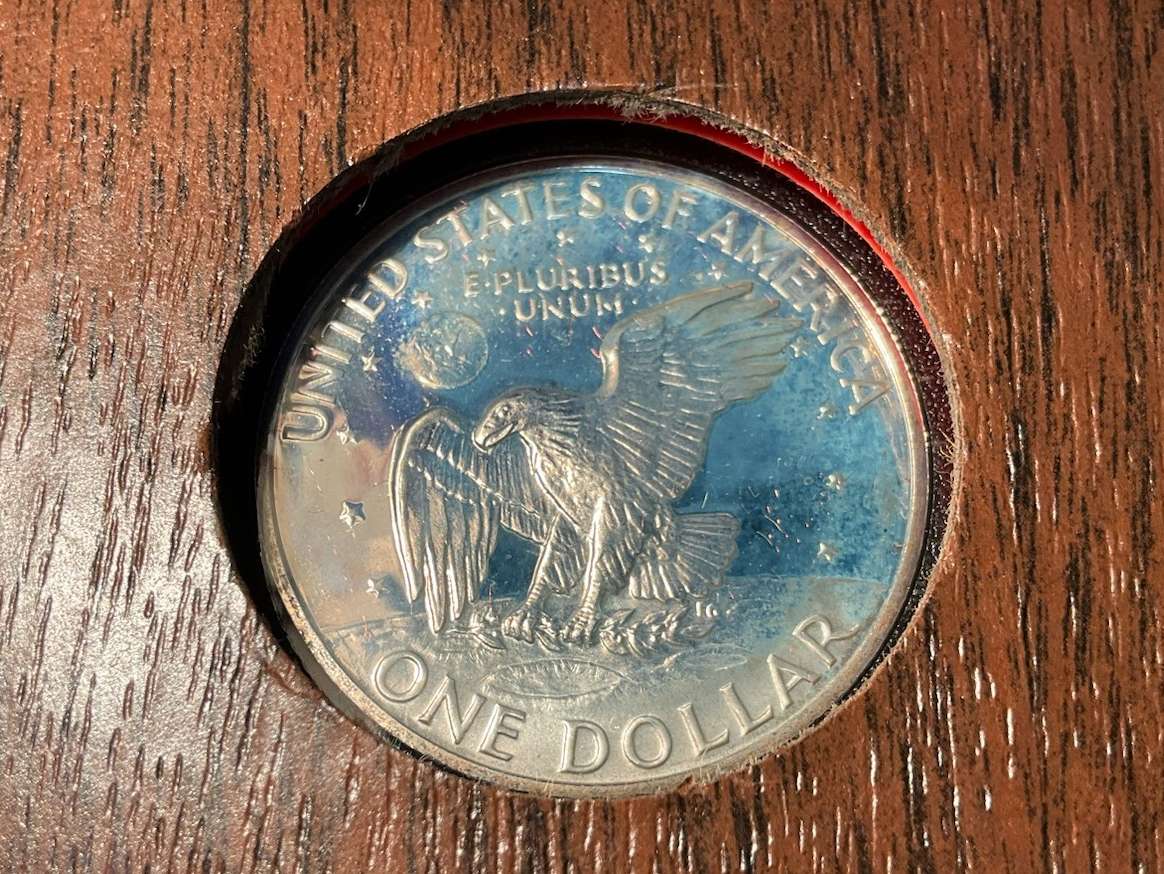 UNITED STATES OF AMERICA
E·PLURIBUS
·UNUM·
ONE DOLLAR